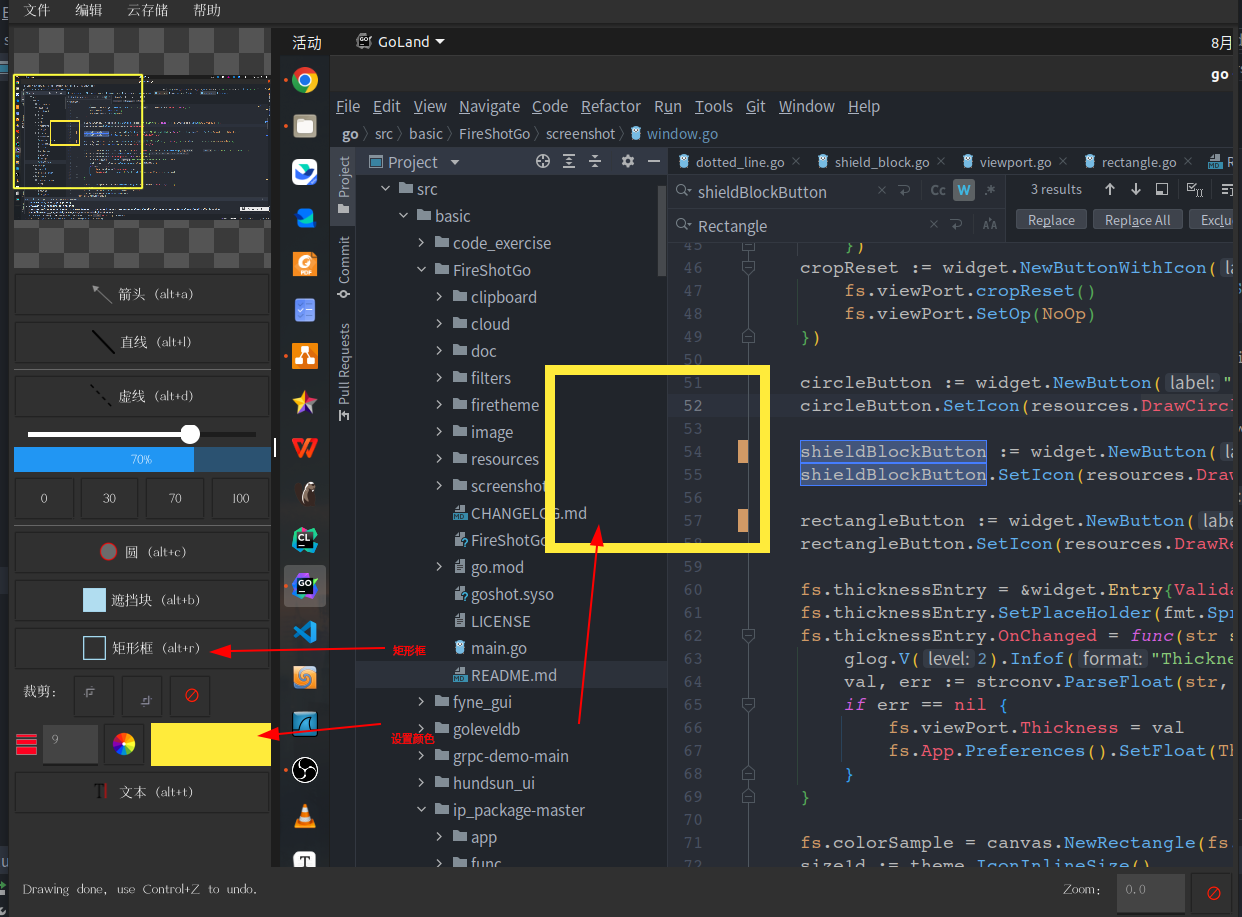 文件 编辑 云存储 帮助
活动 GoLand 8月
go
File Edit View Navigate Code Refactor Run Tools Git Window Help
go src basic FireShotGo screenshot window.go
Project
dotted_line.go shield_block.go viewport.go rectangle.go
shieldBlockButton
Cc W .* 3 results
Rectangle
Replace Replace All Exclu
Project
Commit
Pull Requests
src
basic
code_exercise
FireShotGo
clipboard
cloud
doc
filters
firetheme
image
resources
screenshot
CHANGELOG.md
FireShotGo
go.mod
goshot.syso
LICENSE
main.go
README.md
fyne_gui
goleveldb
grpc-demo-main
hundsun_ui
ip_package-master
app
func
45 })
46 cropReset := widget.NewButtonWithIcon( la
47 fs.viewPort.cropReset()
48 fs.viewPort.SetOp(NoOp)
49 })
50
51 circleButton := widget.NewButton( label: "
52 circleButton.SetIcon(resources.DrawCirc
53
54 shieldBlockButton := widget.NewButton( la
55 shieldBlockButton.SetIcon(resources.Draw
56
57 rectangleButton := widget.NewButton( labe
58 rectangleButton.SetIcon(resources.DrawRe
59
60 fs.thicknessEntry = &widget.Entry{Valida
61 fs.thicknessEntry.SetPlaceHolder(fmt.Spr
62 fs.thicknessEntry.OnChanged = func(str s
63 glog.V( level: 2).Infof( format: "Thickne
64 val, err := strconv.ParseFloat(str,
65 if err == nil {
66 fs.viewPort.Thickness = val
67 fs.App.Preferences().SetFloat(Th
68 }
69 }
70
71 fs.colorSample = canvas.NewRectangle(fs
72 size1d := theme.IconInlineSize()
箭头 (alt+a)
直线 (alt+l)
虚线 (alt+d)
70%
0 30 70 100
圆 (alt+c)
遮挡块 (alt+b)
矩形框 (alt+r)
矩形框
裁剪:
9
设置颜色
文本 (alt+t)
Drawing done, use Control+Z to undo.
Zoom: 0.0